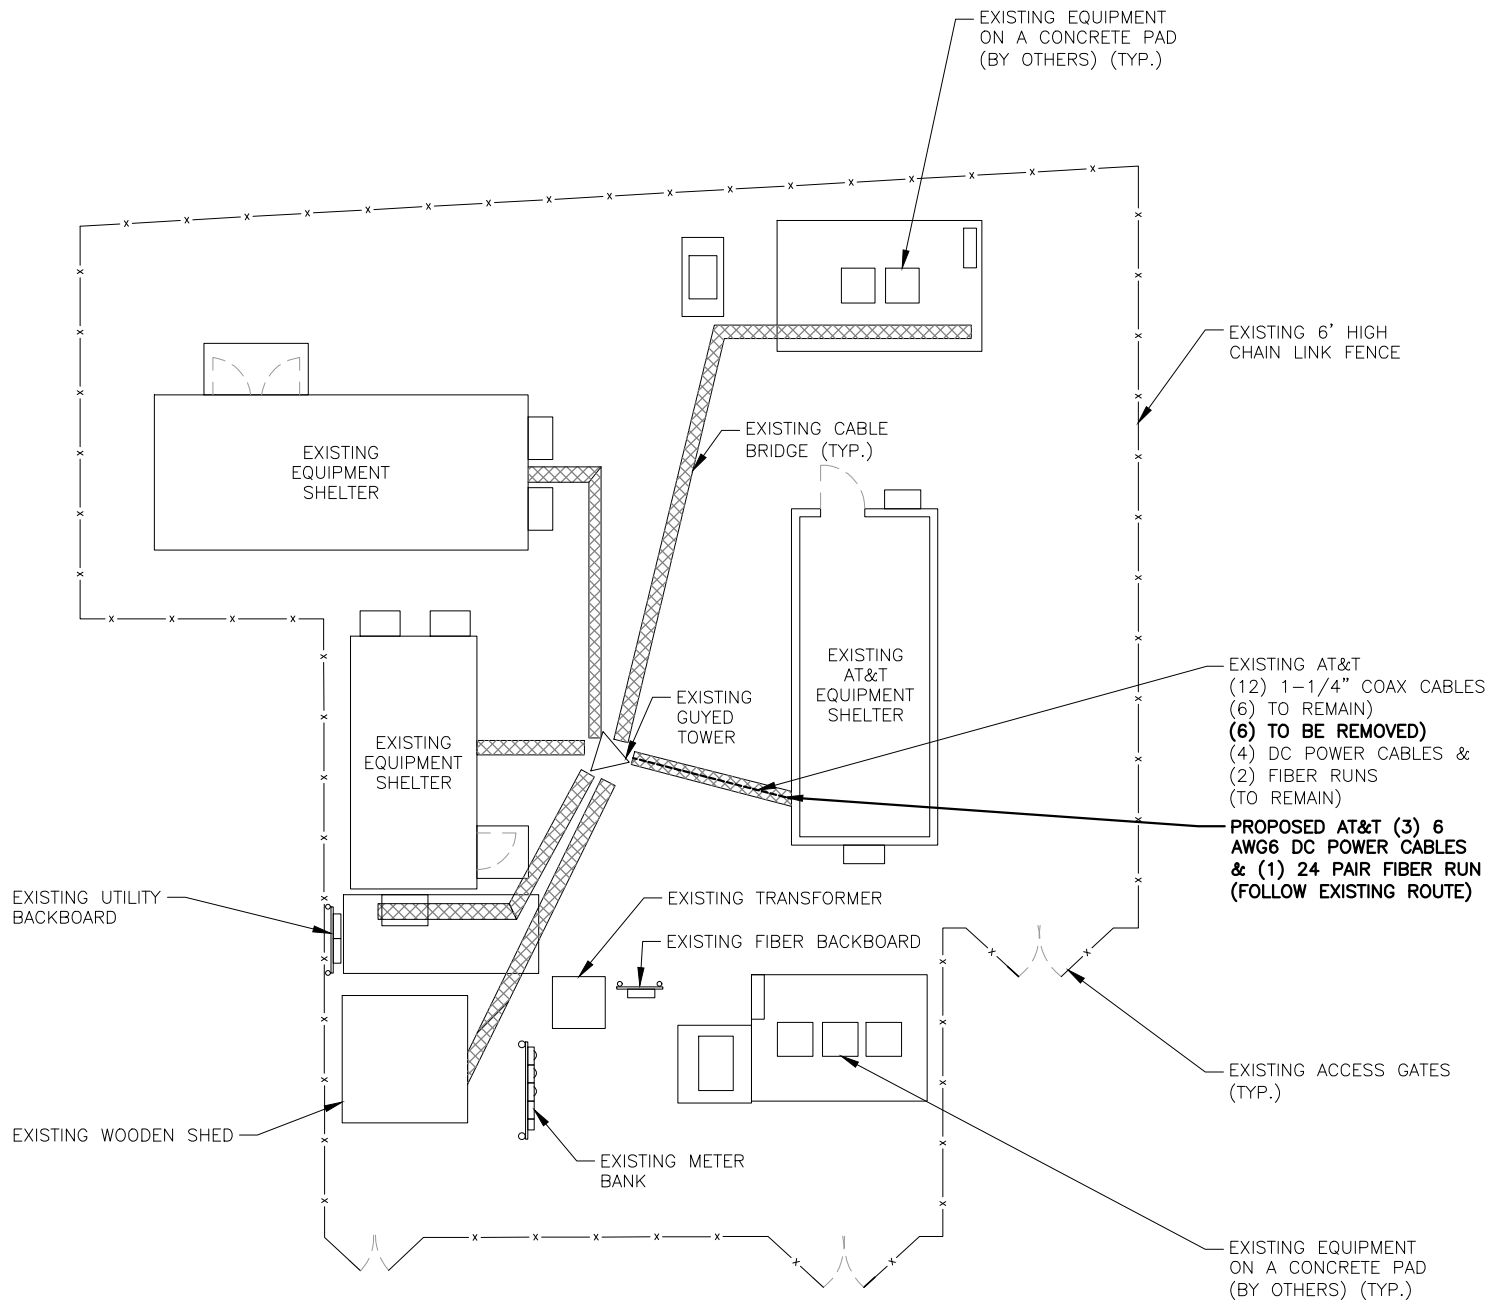 EXISTING EQUIPMENT
ON A CONCRETE PAD
(BY OTHERS) (TYP.)
EXISTING 6' HIGH
CHAIN LINK FENCE
EXISTING CABLE
BRIDGE (TYP.)
EXISTING
EQUIPMENT
SHELTER
EXISTING
AT&T
EQUIPMENT
SHELTER
EXISTING
GUYED
TOWER
EXISTING
EQUIPMENT
SHELTER
EXISTING AT&T
(12) 1-1/4" COAX CABLES
(6) TO REMAIN)
(6) TO BE REMOVED)
(4) DC POWER CABLES &
(2) FIBER RUNS
(TO REMAIN)
PROPOSED AT&T (3) 6
AWG6 DC POWER CABLES
& (1) 24 PAIR FIBER RUN
(FOLLOW EXISTING ROUTE)
EXISTING UTILITY
BACKBOARD
EXISTING TRANSFORMER
EXISTING FIBER BACKBOARD
EXISTING ACCESS GATES
(TYP.)
EXISTING WOODEN SHED
EXISTING METER
BANK
EXISTING EQUIPMENT
ON A CONCRETE PAD
(BY OTHERS) (TYP.)